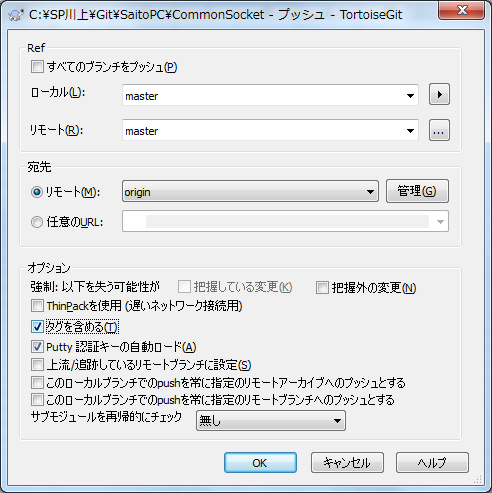 C:¥SP川上¥Git¥SaitoPC¥CommonSocket - プッシュ - TortoiseGit
Ref
すべてのブランチをプッシュ(P)
ローカル(L): master
リモート(R): master ...
宛先
リモート(M): origin 管理(G)
任意のURL:
オプション
強制: 以下を失う可能性が 把握している変更(K) 把握外の変更(N)
ThinPackを使用 (遅いネットワーク接続用)
タグを含める(T)
Putty 認証キーの自動ロード(A)
上流/追跡しているリモートブランチに設定(S)
このローカルブランチでのpushを常に指定のリモートアーカイブへのプッシュとする
このローカルブランチでのpushを常に指定のリモートブランチへのプッシュとする
サブモジュールを再帰的にチェック 無し
OK キャンセル ヘルプ